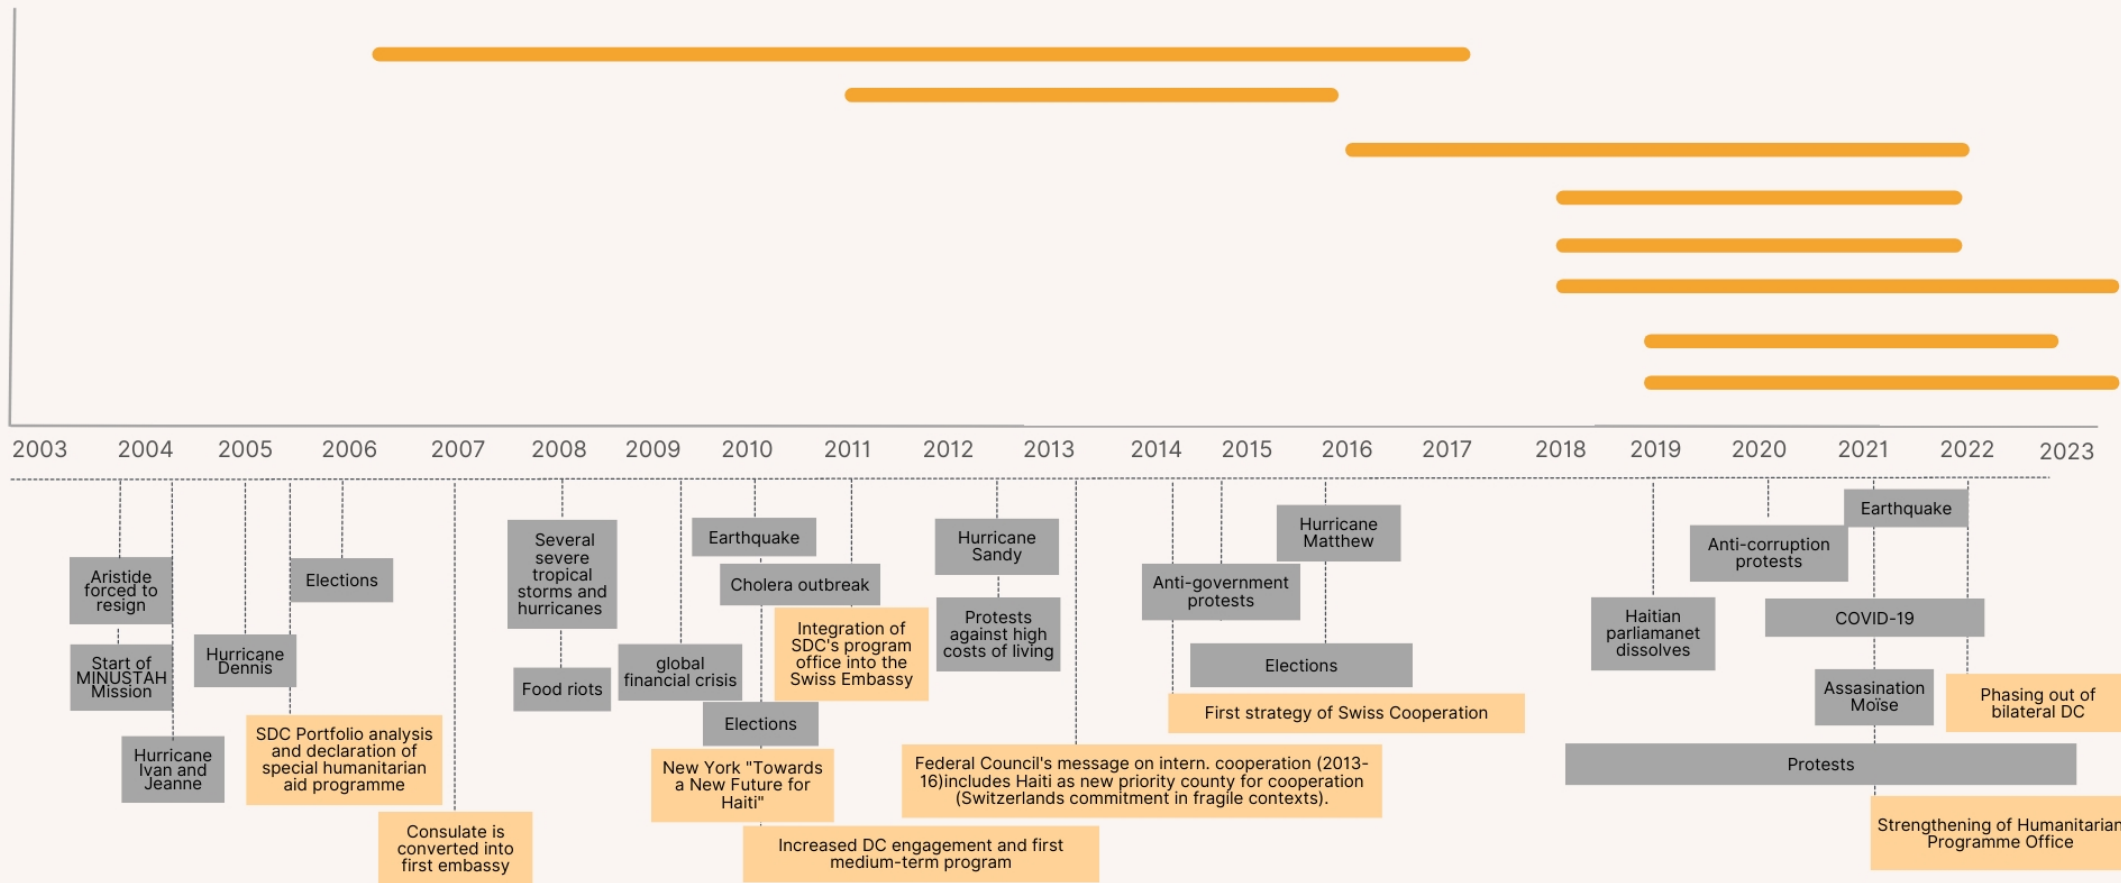 2003 2004 2005 2006 2007 2008 2009 2010 2011 2012 2013 2014 2015 2016 2017 2018 2019 2020 2021 2022 2023
Aristide
forced to
resign
Start of
MINUSTAH
Mission
Hurricane
Ivan and
Jeanne
Hurricane
Dennis
Elections
SDC Portfolio analysis
and declaration of
special humanitarian
aid programme
Consulate is
converted into
first embassy
Several
severe
tropical
storms and
hurricanes
Food riots
global
financial crisis
Earthquake
Cholera outbreak
Integration of
SDC's program
office into the
Swiss Embassy
Elections
New York "Towards
a New Future for
Haiti"
Increased DC engagement and first
medium-term program
Hurricane
Sandy
Protests
against high
costs of living
Federal Council's message on intern. cooperation (2013-
16)includes Haiti as new priority county for cooperation
(Switzerlands commitment in fragile contexts).
Anti-government
protests
Hurricane
Matthew
Elections
First strategy of Swiss Cooperation
Haitian
parliamanet
dissolves
Anti-corruption
protests
Earthquake
COVID-19
Assasination
Moïse
Phasing out of
bilateral DC
Protests
Strengthening of Humanitarian
Programme Office